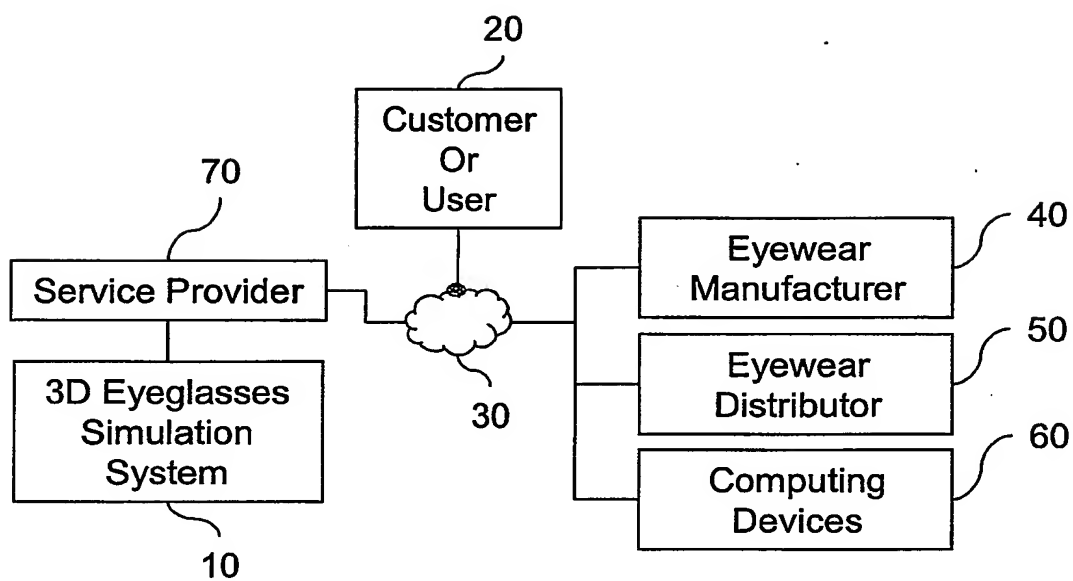 20
Customer
Or
User
70
Service Provider
3D Eyeglasses
Simulation
System
10
30
40
Eyewear
Manufacturer
50
Eyewear
Distributor
60
Computing
Devices